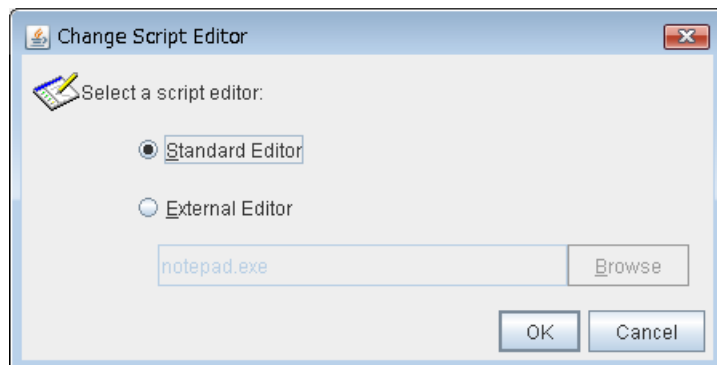 Change Script Editor
Select a script editor:
Standard Editor
External Editor
notepad.exe
Browse
OK
Cancel